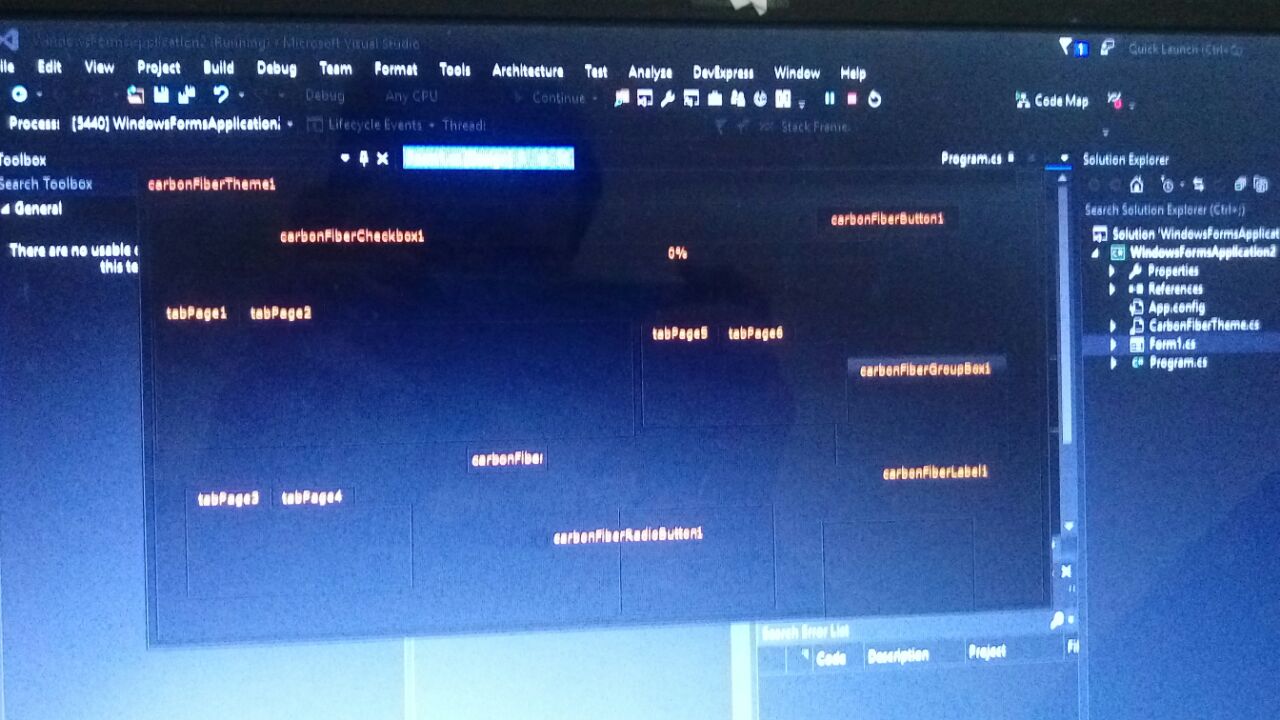 WindowsFormsApplication2 (Running) - Microsoft Visual Studio
Quick Launch (Ctrl+Q)
ile Edit View Project Build Debug Team Format Tools Architecture Test Analyze DevExpress Window Help
Debug Any CPU Continue Code Map
Process: [5440] WindowsFormsApplication2 Lifecycle Events Thread: Stack Frame:
Toolbox
Program.cs
Solution Explorer
Search Toolbox
carbonFiberTheme1
General
Search Solution Explorer (Ctrl+;)
carbonFiberButton1
carbonFiberCheckbox1
Solution 'WindowsFormsApplicat
There are no usable c
0%
WindowsFormsApplication2
this te
Properties
References
App.config
tabPage1 tabPage2
CarbonFiberTheme.cs
tabPage5 tabPage6
Form1.cs
Program.cs
carbonFiberGroupBox1
carbonFiber
carbonFiberLabel1
tabPage3 tabPage4
carbonFiberRadioButton1
Search Error List
Code Description Project Fil